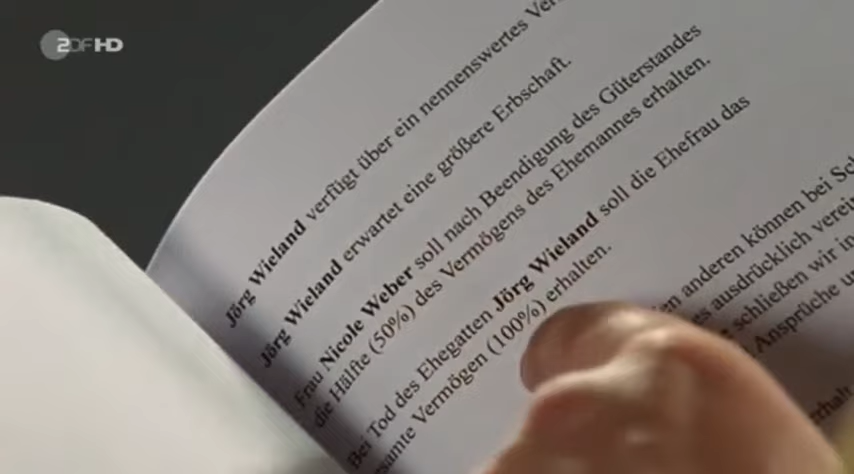 ZDF HD
Jörg Wieland verfügt über ein nennenswertes
Jörg Wieland erwartet eine größere Erbschaft.
Frau Nicole Weber soll nach Beendigung des Güterstandes
die Hälfte (50%) des Vermögens des Ehemannes erhalten.
Bei Tod des Ehegatten Jörg Wieland soll die Ehefrau das
Vermögen (100%) erhalten.
anderen können bei
ausdrücklich
schließen wir in
Ansprüche